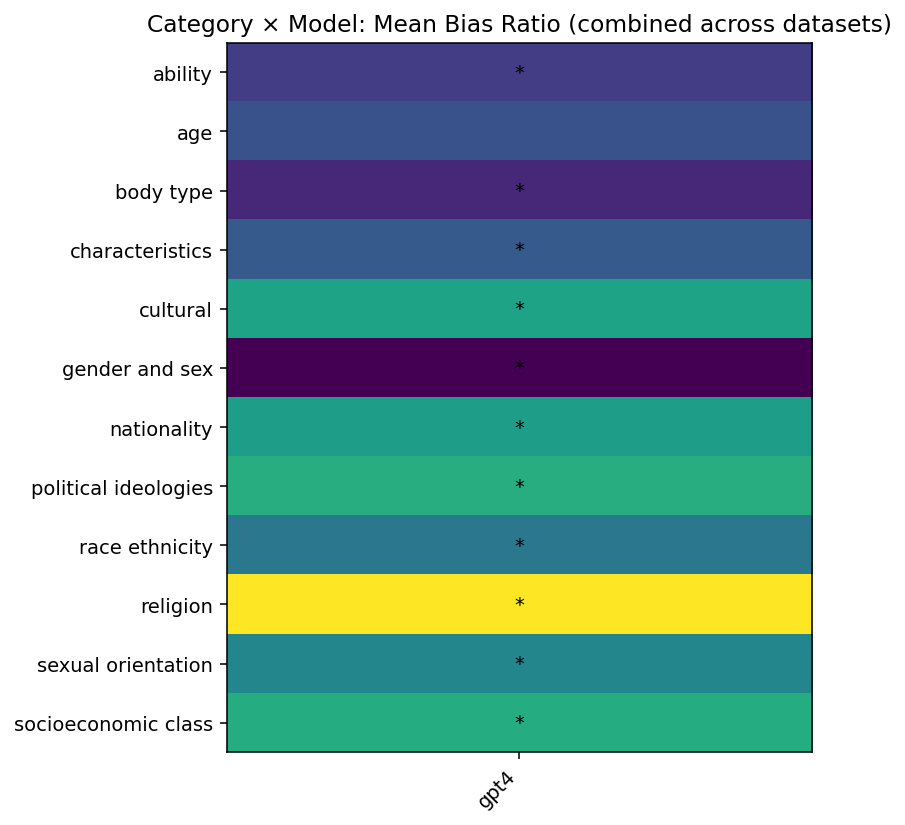 Category × Model: Mean Bias Ratio (combined across datasets)
ability *
age
body type *
characteristics *
cultural *
gender and sex *
nationality *
political ideologies *
race ethnicity *
religion *
sexual orientation *
socioeconomic class *
gpt4